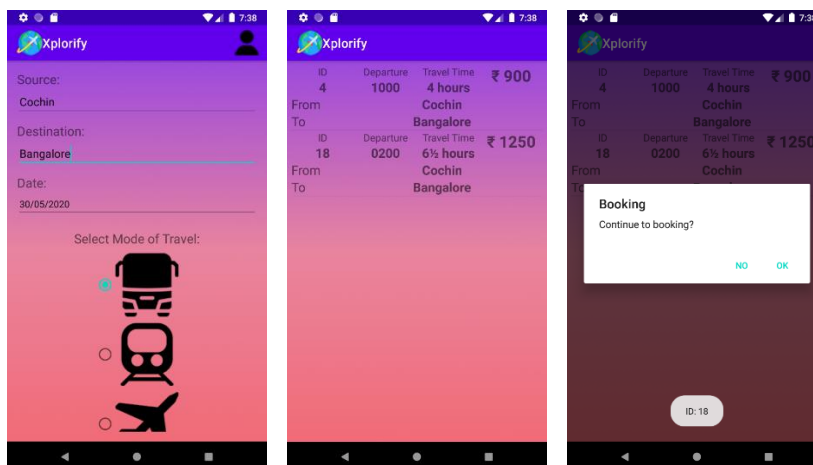 7:38
Xplorify
Source:
Cochin
Destination:
Bangalore
Date:
30/05/2020
Select Mode of Travel:
7:38
Xplorify
ID Departure Travel Time ₹ 900
4 1000 4 hours
From Cochin
To Bangalore
ID Departure Travel Time ₹ 1250
18 0200 6½ hours
From Cochin
To Bangalore
7:38
Xplorify
ID Departure Travel Time ₹ 900
4 1000 4 hours
From Cochin
To Bangalore
ID Departure Travel Time ₹ 1250
18 0200 6½ hours
From Cochin
Booking
Continue to booking?
NO OK
ID: 18